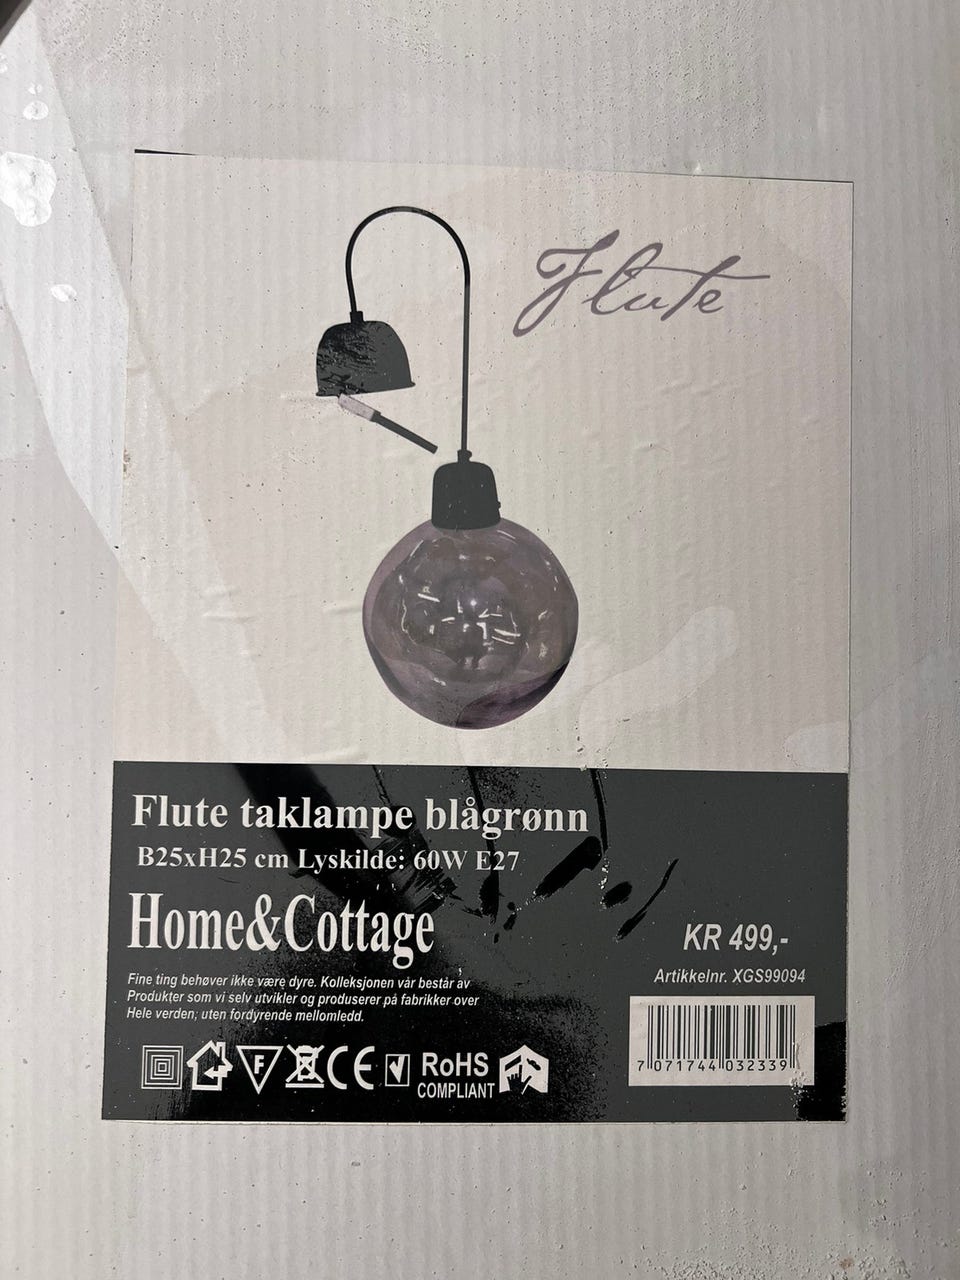 Flute
Flute taklampe blågrønn
B25xH25 cm Lyskilde: 60W E27
Home&Cottage
KR 499,-
Artikkelnr. XGS99094
Fine ting behøver ikke være dyre. Kolleksjonen vår består av
Produkter som vi selv utvikler og produserer på fabrikker over
Hele verden, uten fordyrende mellomledd.
F
CE
RoHS
COMPLIANT
7 071744 032339